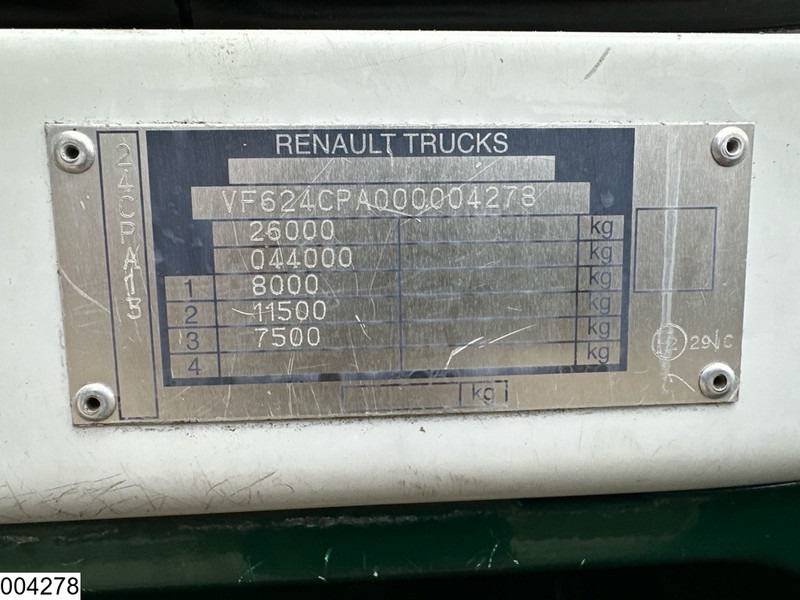 24CPA15
RENAULT TRUCKS
VF624CPA000004278
26000 kg
044000 kg
1 8000 kg
2 11500 kg
3 7500 kg
4 kg
kg
004278